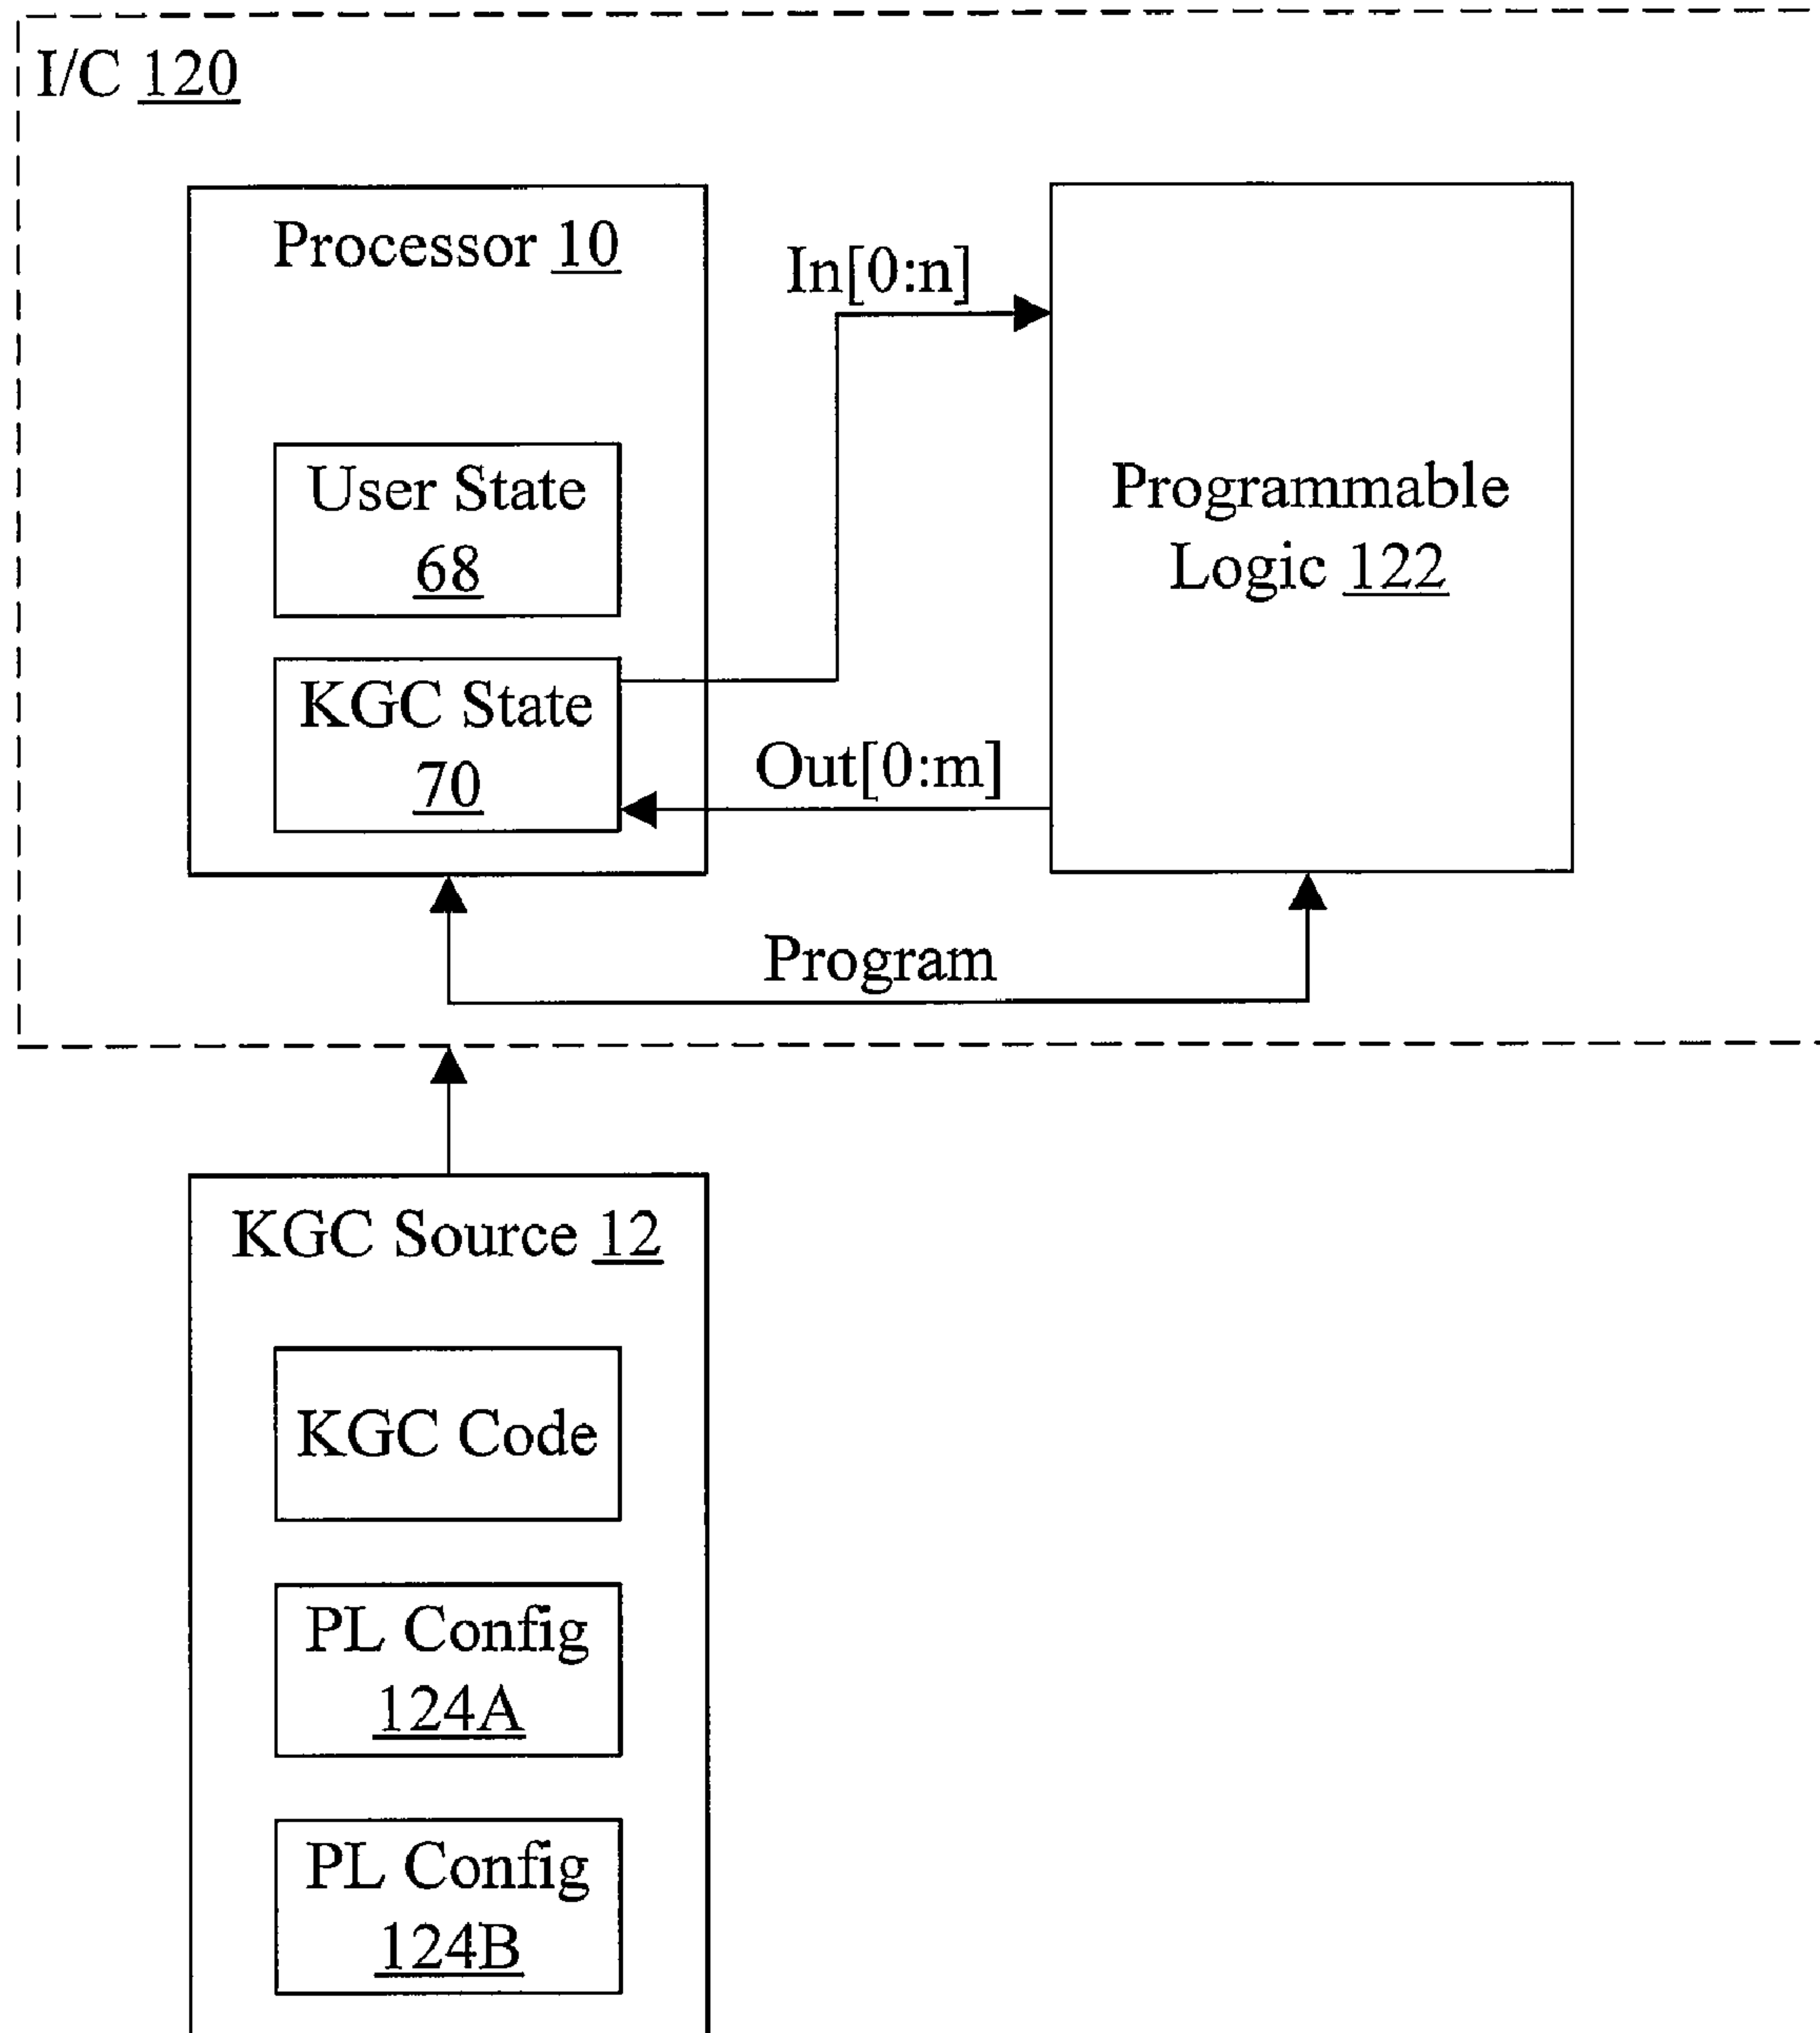 I/C 120
Processor 10
In[0:n]
User State
68
Programmable
Logic 122
KGC State
70
Out[0:m]
Program
KGC Source 12
KGC Code
PL Config
124A
PL Config
124B